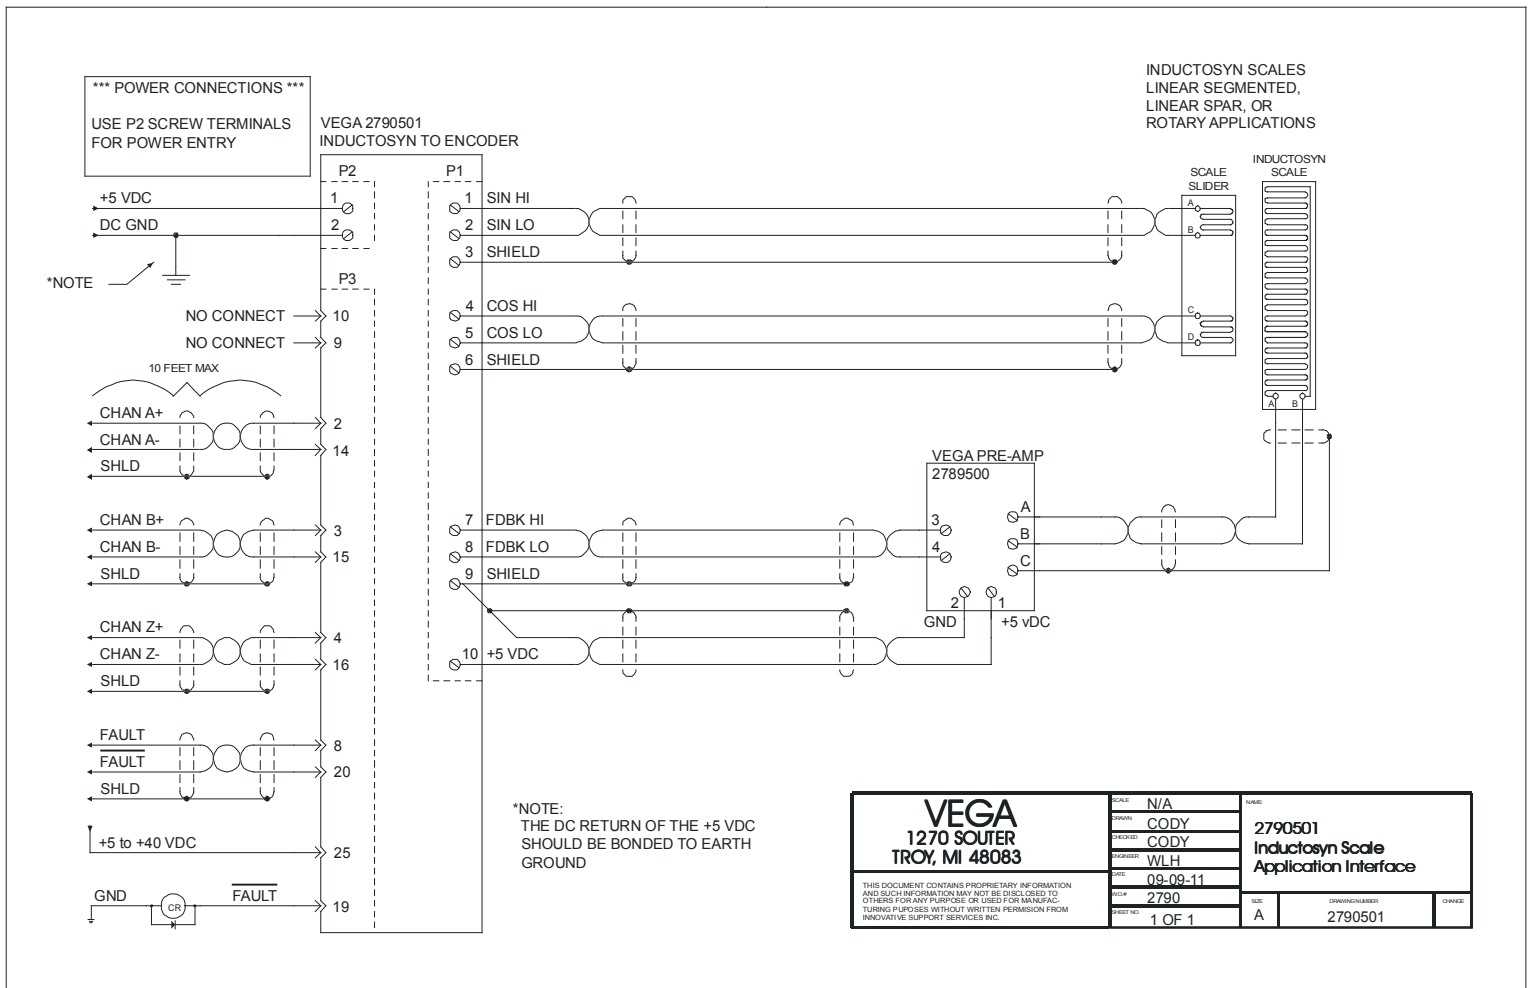 *** POWER CONNECTIONS ***
USE P2 SCREW TERMINALS
FOR POWER ENTRY
VEGA 2790501
INDUCTOSYN TO ENCODER
INDUCTOSYN SCALES
LINEAR SEGMENTED,
LINEAR SPAR, OR
ROTARY APPLICATIONS
P2
P1
+5 VDC
1
DC GND
2
*NOTE
P3
NO CONNECT
10
NO CONNECT
9
10 FEET MAX
CHAN A+
2
CHAN A-
14
SHLD
CHAN B+
3
CHAN B-
15
SHLD
CHAN Z+
4
CHAN Z-
16
SHLD
FAULT
8
FAULT
20
SHLD
+5 to +40 VDC
25
GND
CR
FAULT
19
1 SIN HI
2 SIN LO
3 SHIELD
4 COS HI
5 COS LO
6 SHIELD
7 FDBK HI
8 FDBK LO
9 SHIELD
10 +5 VDC
SCALE
SLIDER
A
B
C
D
INDUCTOSYN
SCALE
A B
VEGA PRE-AMP
2789500
3
4
A
B
C
2
1
GND
+5 vDC
*NOTE:
THE DC RETURN OF THE +5 VDC
SHOULD BE BONDED TO EARTH
GROUND
VEGA
1270 SOUTER
TROY, MI 48083
THIS DOCUMENT CONTAINS PROPRIETARY INFORMATION
AND SUCH INFORMATION MAY NOT BE DISCLOSED TO
OTHERS FOR ANY PURPOSE OR USED FOR MANUFAC-
TURING PURPOSES WITHOUT WRITTEN PERMISION FROM
INNOVATIVE SUPPORT SERVICES INC.
SCALE N/A
DRAWN CODY
CHECKED CODY
ENGINEER WLH
DATE 09-09-11
W.O.# 2790
SHEET NO. 1 OF 1
NAME
2790501
Inductosyn Scale
Application Interface
SIZE
A
DRAWING NUMBER
2790501
CHANGE